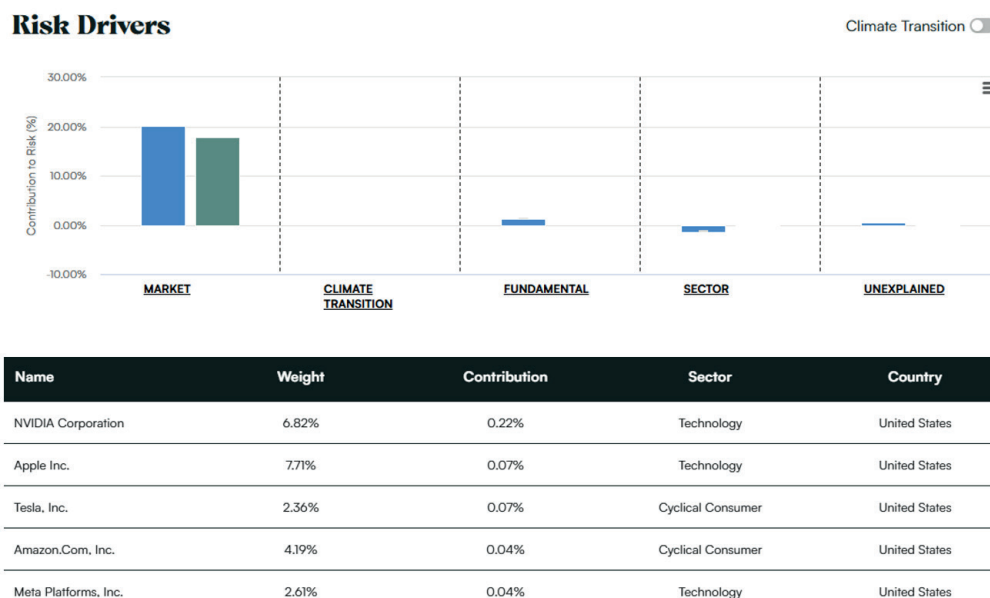 Risk Drivers
Climate Transition
Contribution to Risk (%)
30.00%
20.00%
10.00%
0.00%
-10.00%
MARKET
CLIMATE
TRANSITION
FUNDAMENTAL
SECTOR
UNEXPLAINED
Name Weight Contribution Sector Country
NVIDIA Corporation 6.82% 0.22% Technology United States
Apple Inc. 7.71% 0.07% Technology United States
Tesla, Inc. 2.36% 0.07% Cyclical Consumer United States
Amazon.Com, Inc. 4.19% 0.04% Cyclical Consumer United States
Meta Platforms, Inc. 2.61% 0.04% Technology United States